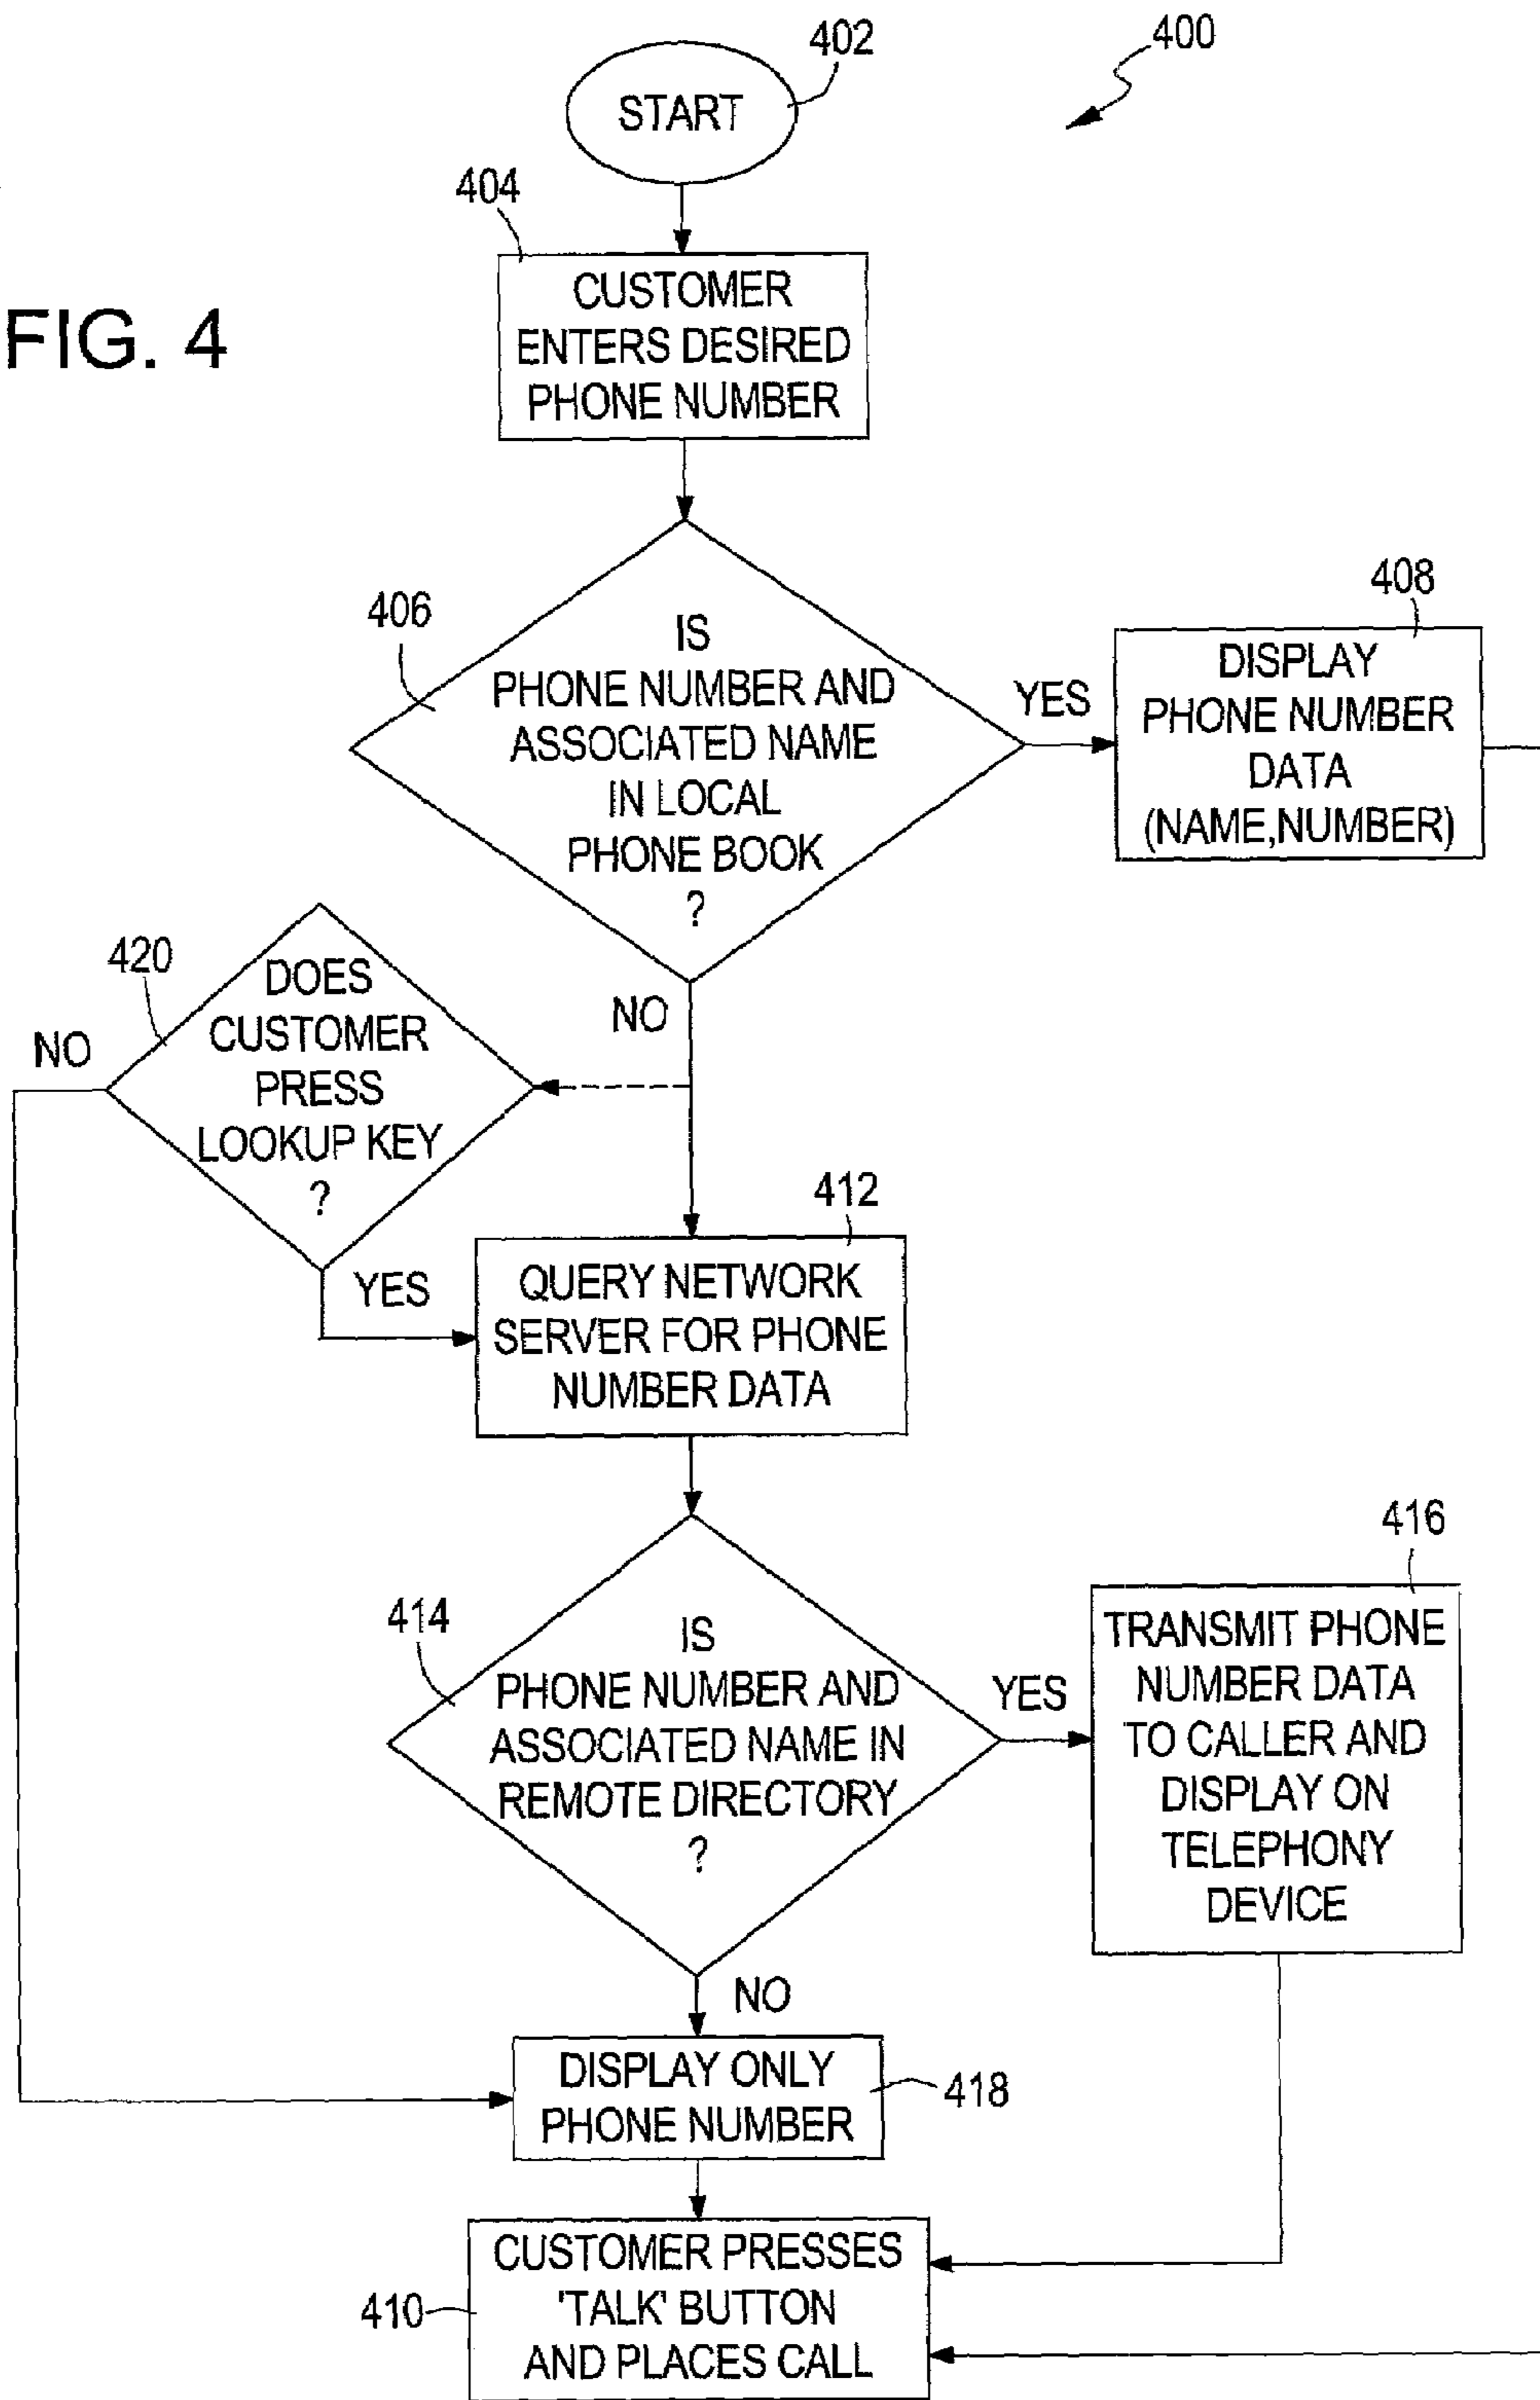 402
400
START
404
FIG. 4
CUSTOMER
ENTERS DESIRED
PHONE NUMBER
406
IS
PHONE NUMBER AND
ASSOCIATED NAME
IN LOCAL
PHONE BOOK
?
YES
408
DISPLAY
PHONE NUMBER
DATA
(NAME,NUMBER)
NO
420
DOES
CUSTOMER
PRESS
LOOKUP KEY
?
NO
YES
412
QUERY NETWORK
SERVER FOR PHONE
NUMBER DATA
414
IS
PHONE NUMBER AND
ASSOCIATED NAME IN
REMOTE DIRECTORY
?
YES
416
TRANSMIT PHONE
NUMBER DATA
TO CALLER AND
DISPLAY ON
TELEPHONY
DEVICE
NO
DISPLAY ONLY
PHONE NUMBER
418
CUSTOMER PRESSES
'TALK' BUTTON
AND PLACES CALL
410